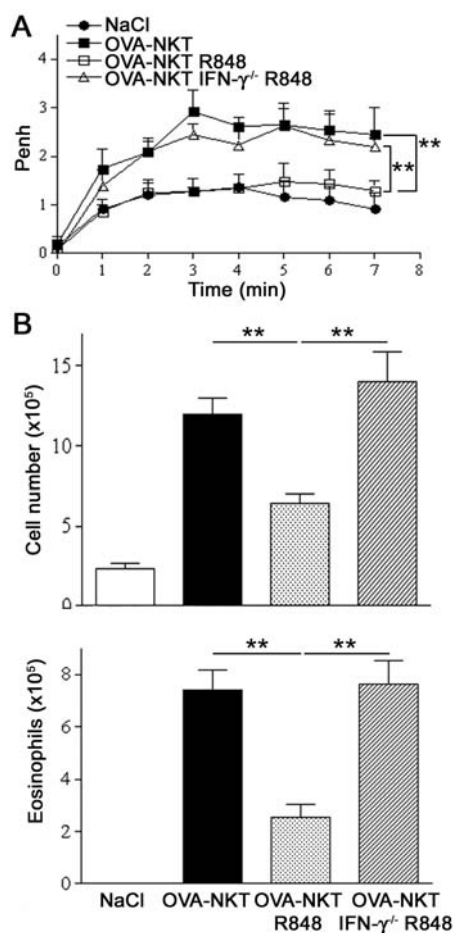 A
NaCl
OVA-NKT
OVA-NKT R848
OVA-NKT IFN-γ-/- R848
Penh
3
2
1
0
**
**
0 1 2 3 4 5 6 7 8
Time (min)
B
Cell number (x10⁵)
15
10
5
0
** **
Eosinophils (x10⁵)
8
6
4
2
0
** **
NaCl OVA-NKT OVA-NKT OVA-NKT
R848 IFN-γ-/- R848